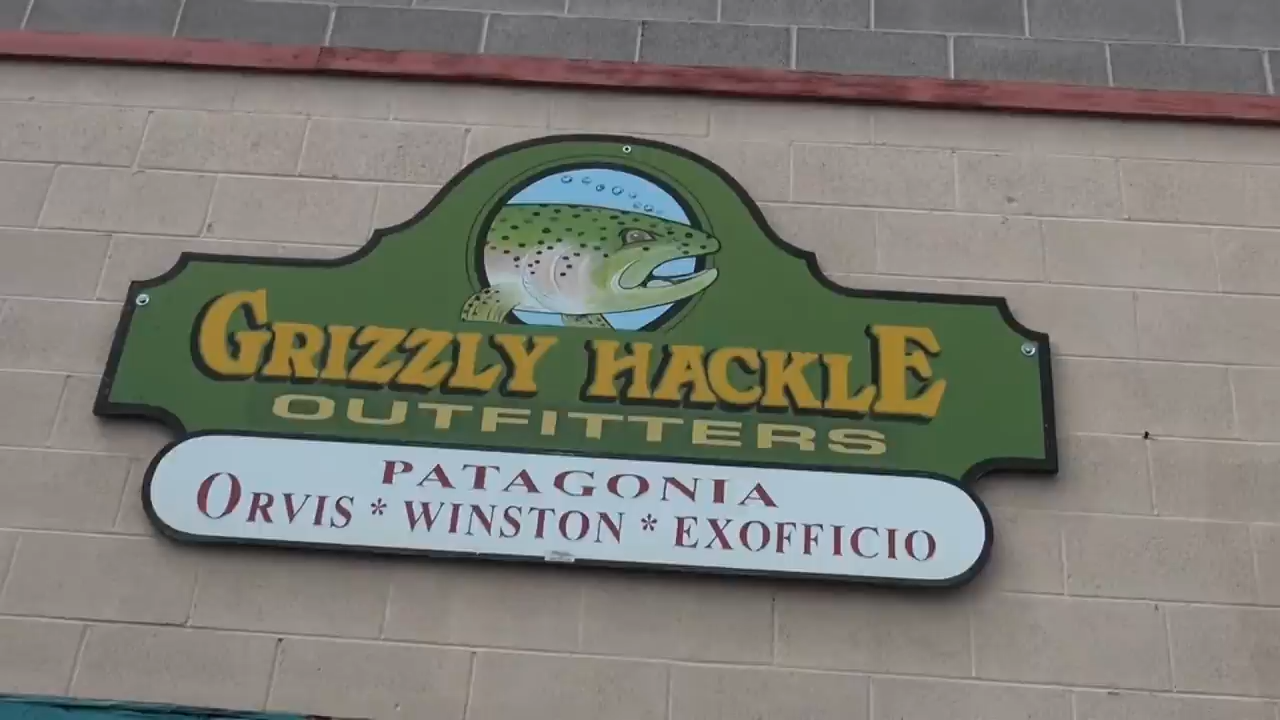 GRIZZLY HACKLE
OUTFITTERS
PATAGONIA
ORVIS * WINSTON * EXOFFICIO